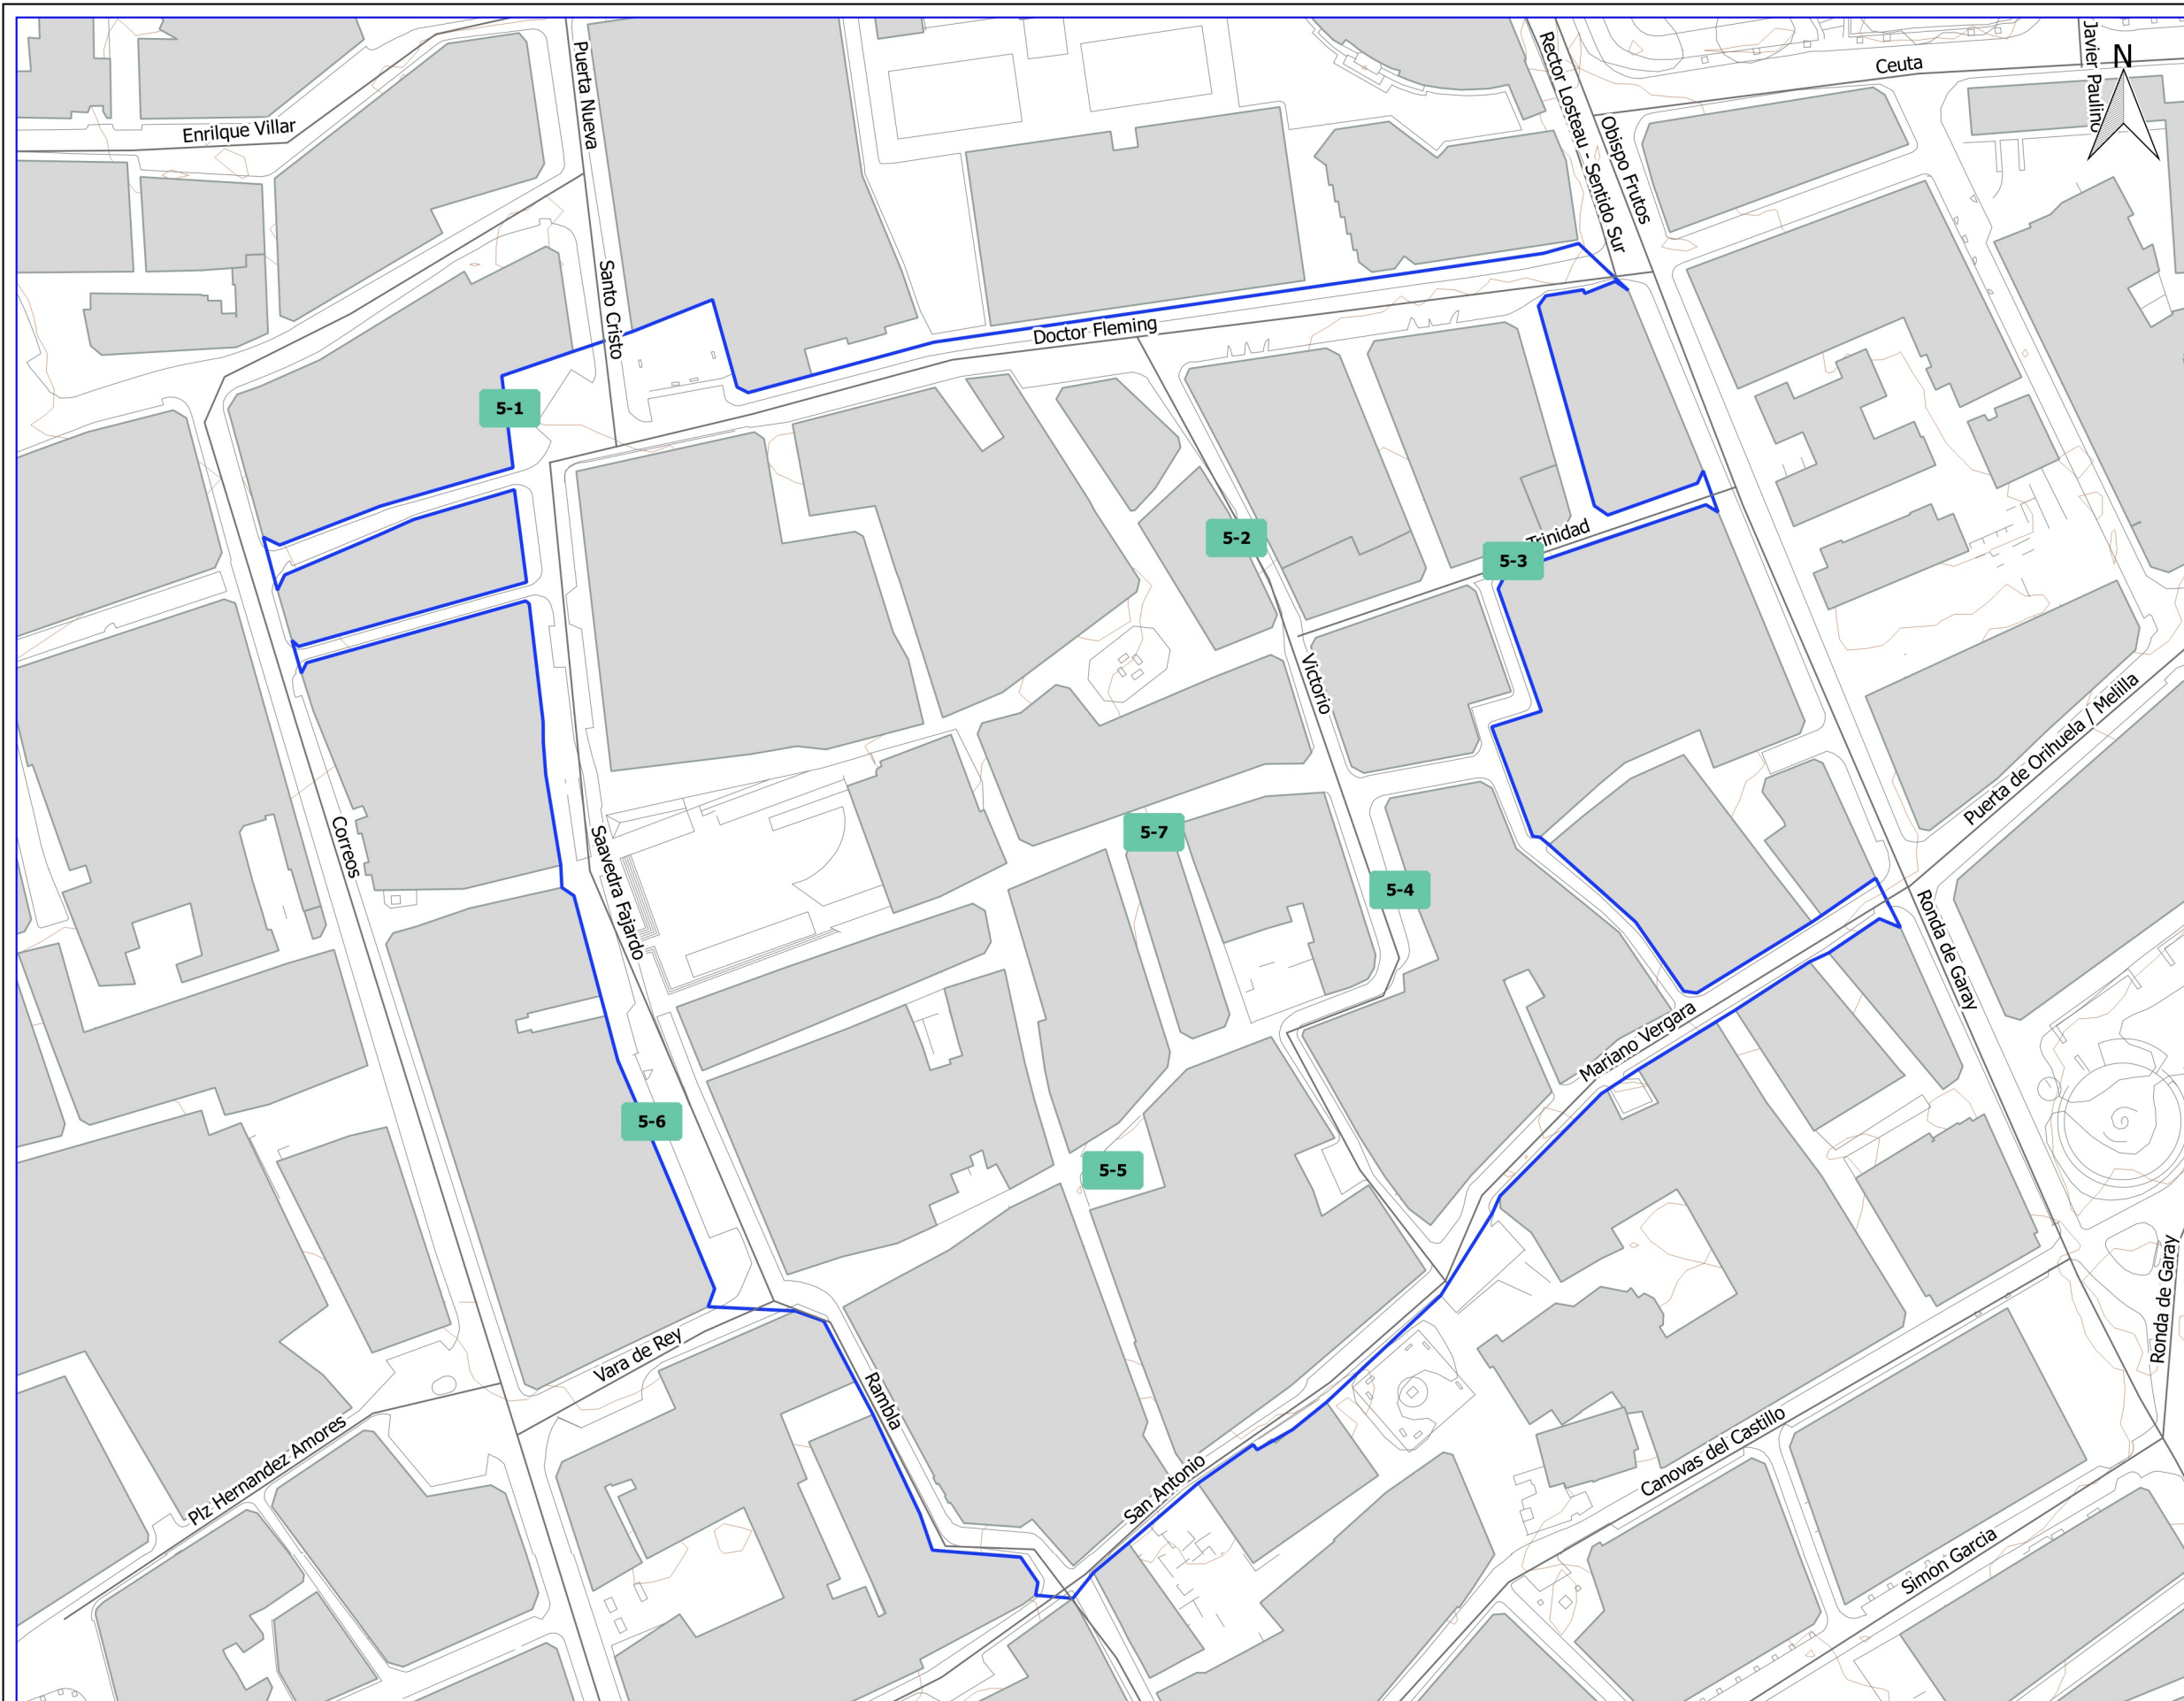 Puerta Nueva
Rector Losteau - Sentido Sur
Javier Paulino
N
Ceuta
Enrilque Villar
Obispo Frutos
Santo Cristo
Doctor Fleming
5-1
5-2
Trinidad
5-3
Victorio
Puerta de Orihuela / Melilla
Correos
Saavedra Fajardo
5-7
5-4
Ronda de Garay
Mariano Vergara
5-6
5-5
Ronda de Garay
Vara de Rey
Rambla
Plz Hernandez Amores
San Antonio
Canovas del Castillo
Simon Garcia